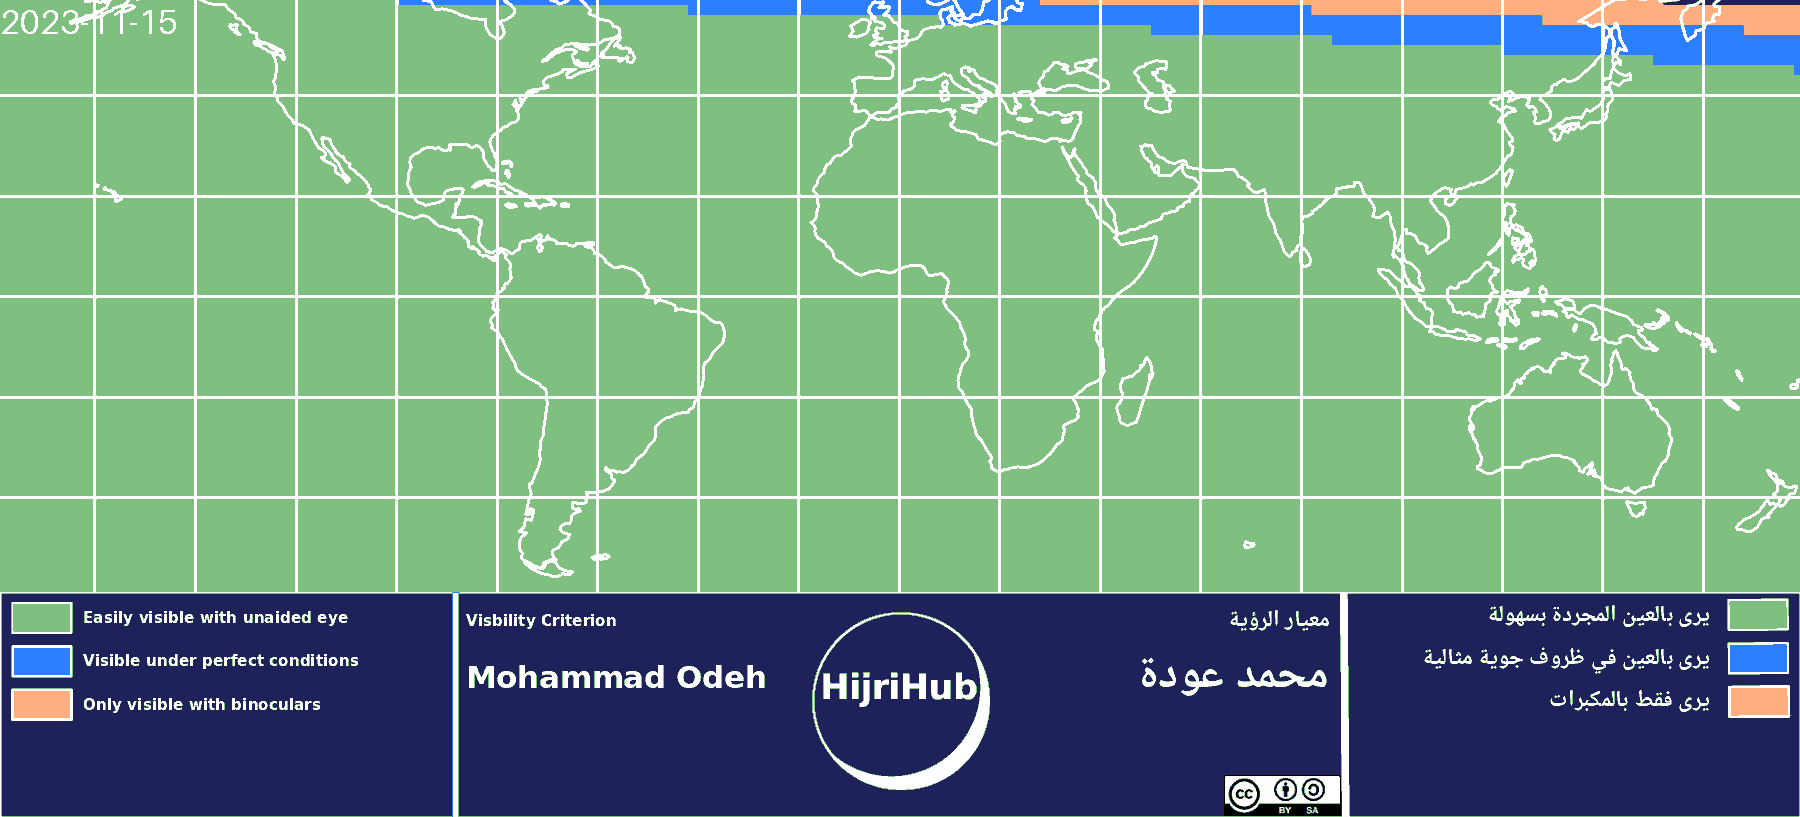 2023-11-15
Easily visible with unaided eye
Visible under perfect conditions
Only visible with binoculars
Visbility Criterion
Mohammad Odeh
HijriHub
معيار الرؤية
محمد عودة
cc
BY SA
يرى بالعين المجردة بسهولة
يرى بالعين في ظروف جوية مثالية
يرى فقط بالمكبرات